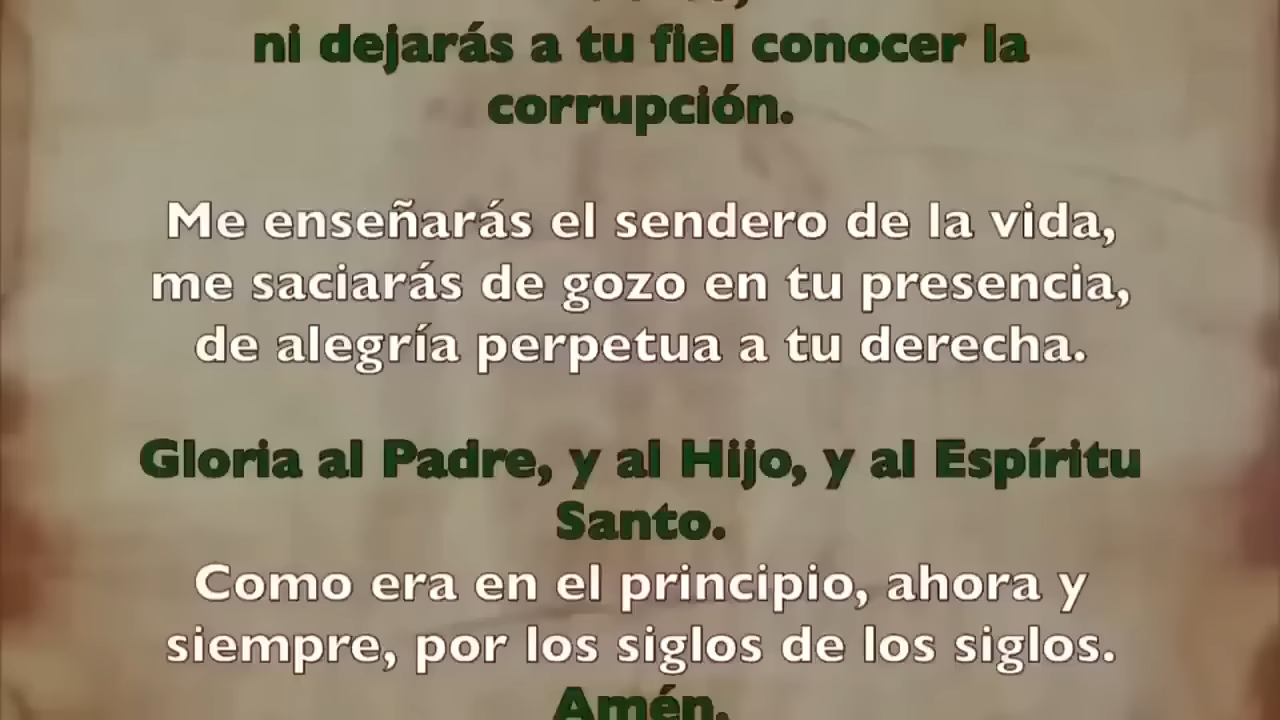 ni dejarás a tu fiel conocer la
corrupción.
Me enseñarás el sendero de la vida,
me saciarás de gozo en tu presencia,
de alegría perpetua a tu derecha.
Gloria al Padre, y al Hijo, y al Espíritu
Santo.
Como era en el principio, ahora y
siempre, por los siglos de los siglos.
Amén.